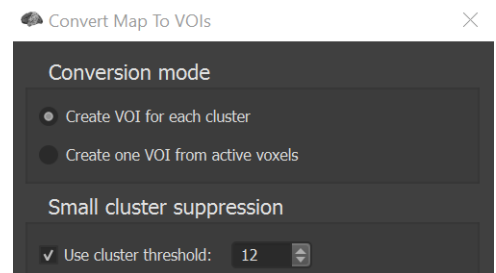 Convert Map To VOIs
Conversion mode
Create VOI for each cluster
Create one VOI from active voxels
Small cluster suppression
Use cluster threshold: 12